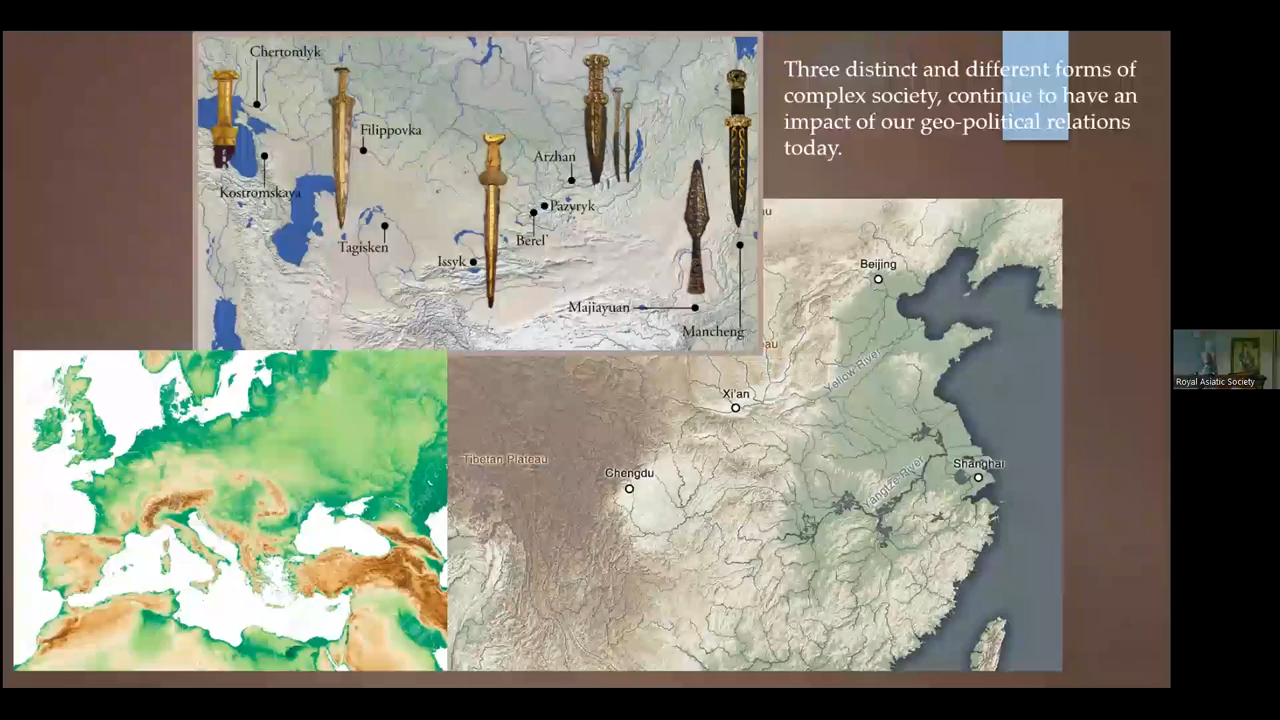 Chertomlyk
Filippovka
Kostromskaya
Tagisken
Arzhan
Pazyryk
Berel'
Issyk
Majiayuan
Mancheng
Three distinct and different forms of
complex society, continue to have an
impact of our geo-political relations
today.
Beijing
Yellow River
Xi'an
Tibetan Plateau
Chengdu
Yangtze River
Shanghai
Royal Asiatic Society